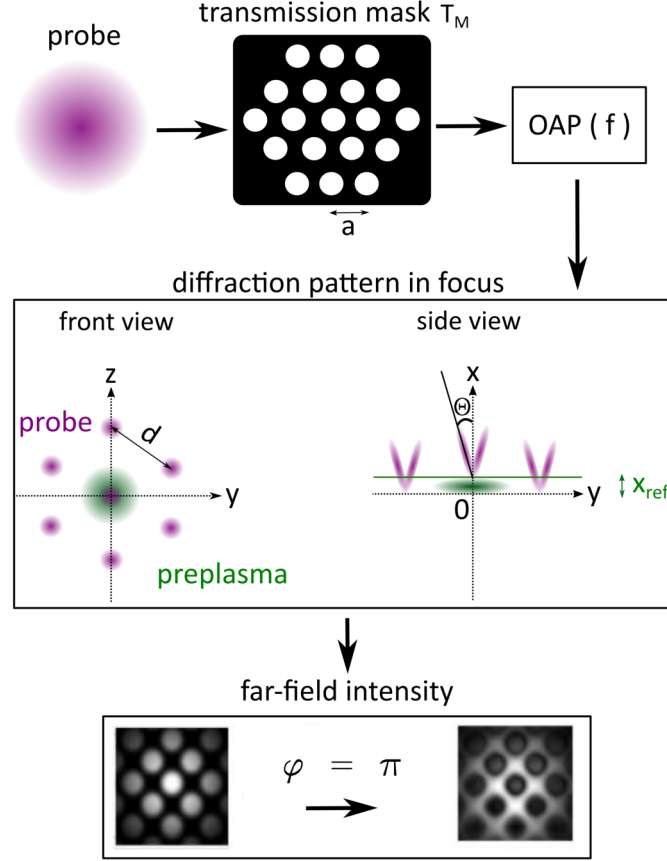 transmission mask T_M
probe
OAP ( f )
a
diffraction pattern in focus
front view
side view
z
x
probe
d
Θ
y
y
x_ref
0
preplasma
far-field intensity
φ = π